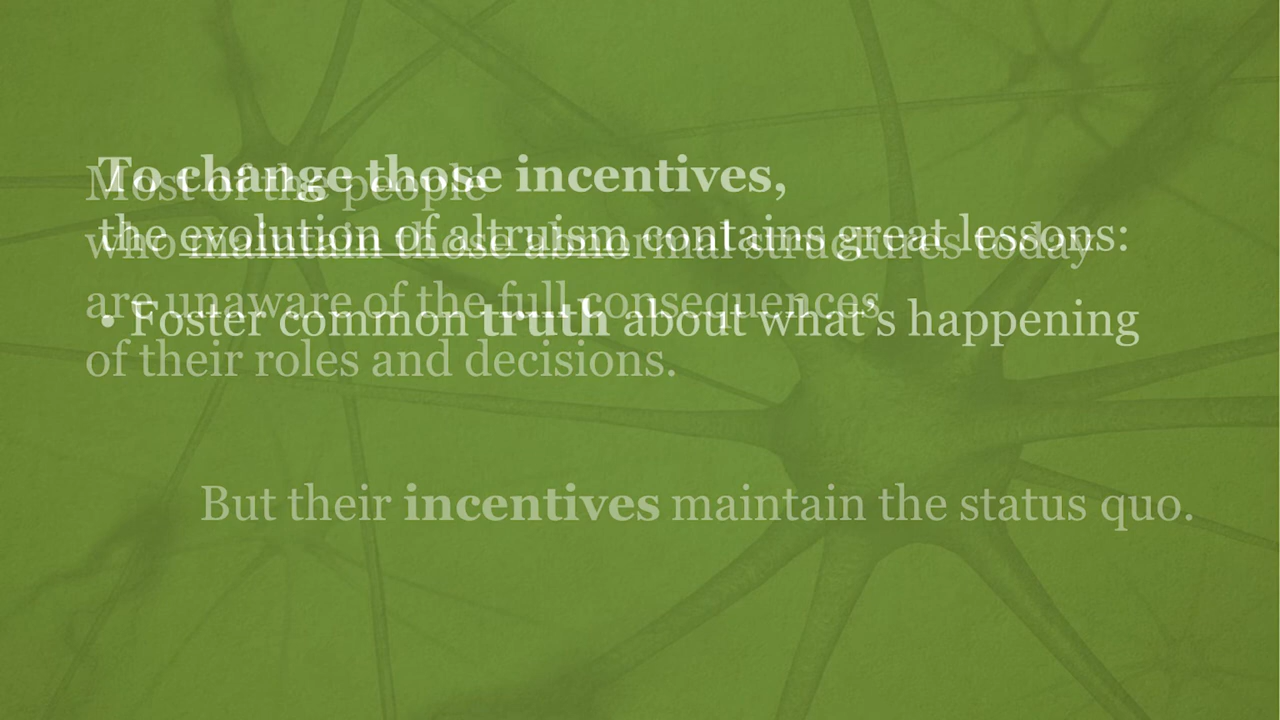 To change those incentives,
the evolution of altruism contains great lessons:
• Foster common truth about what's happening
Most of the people
who maintain those abnormal structures today
are unaware of the full consequences
of their roles and decisions.
But their incentives maintain the status quo.